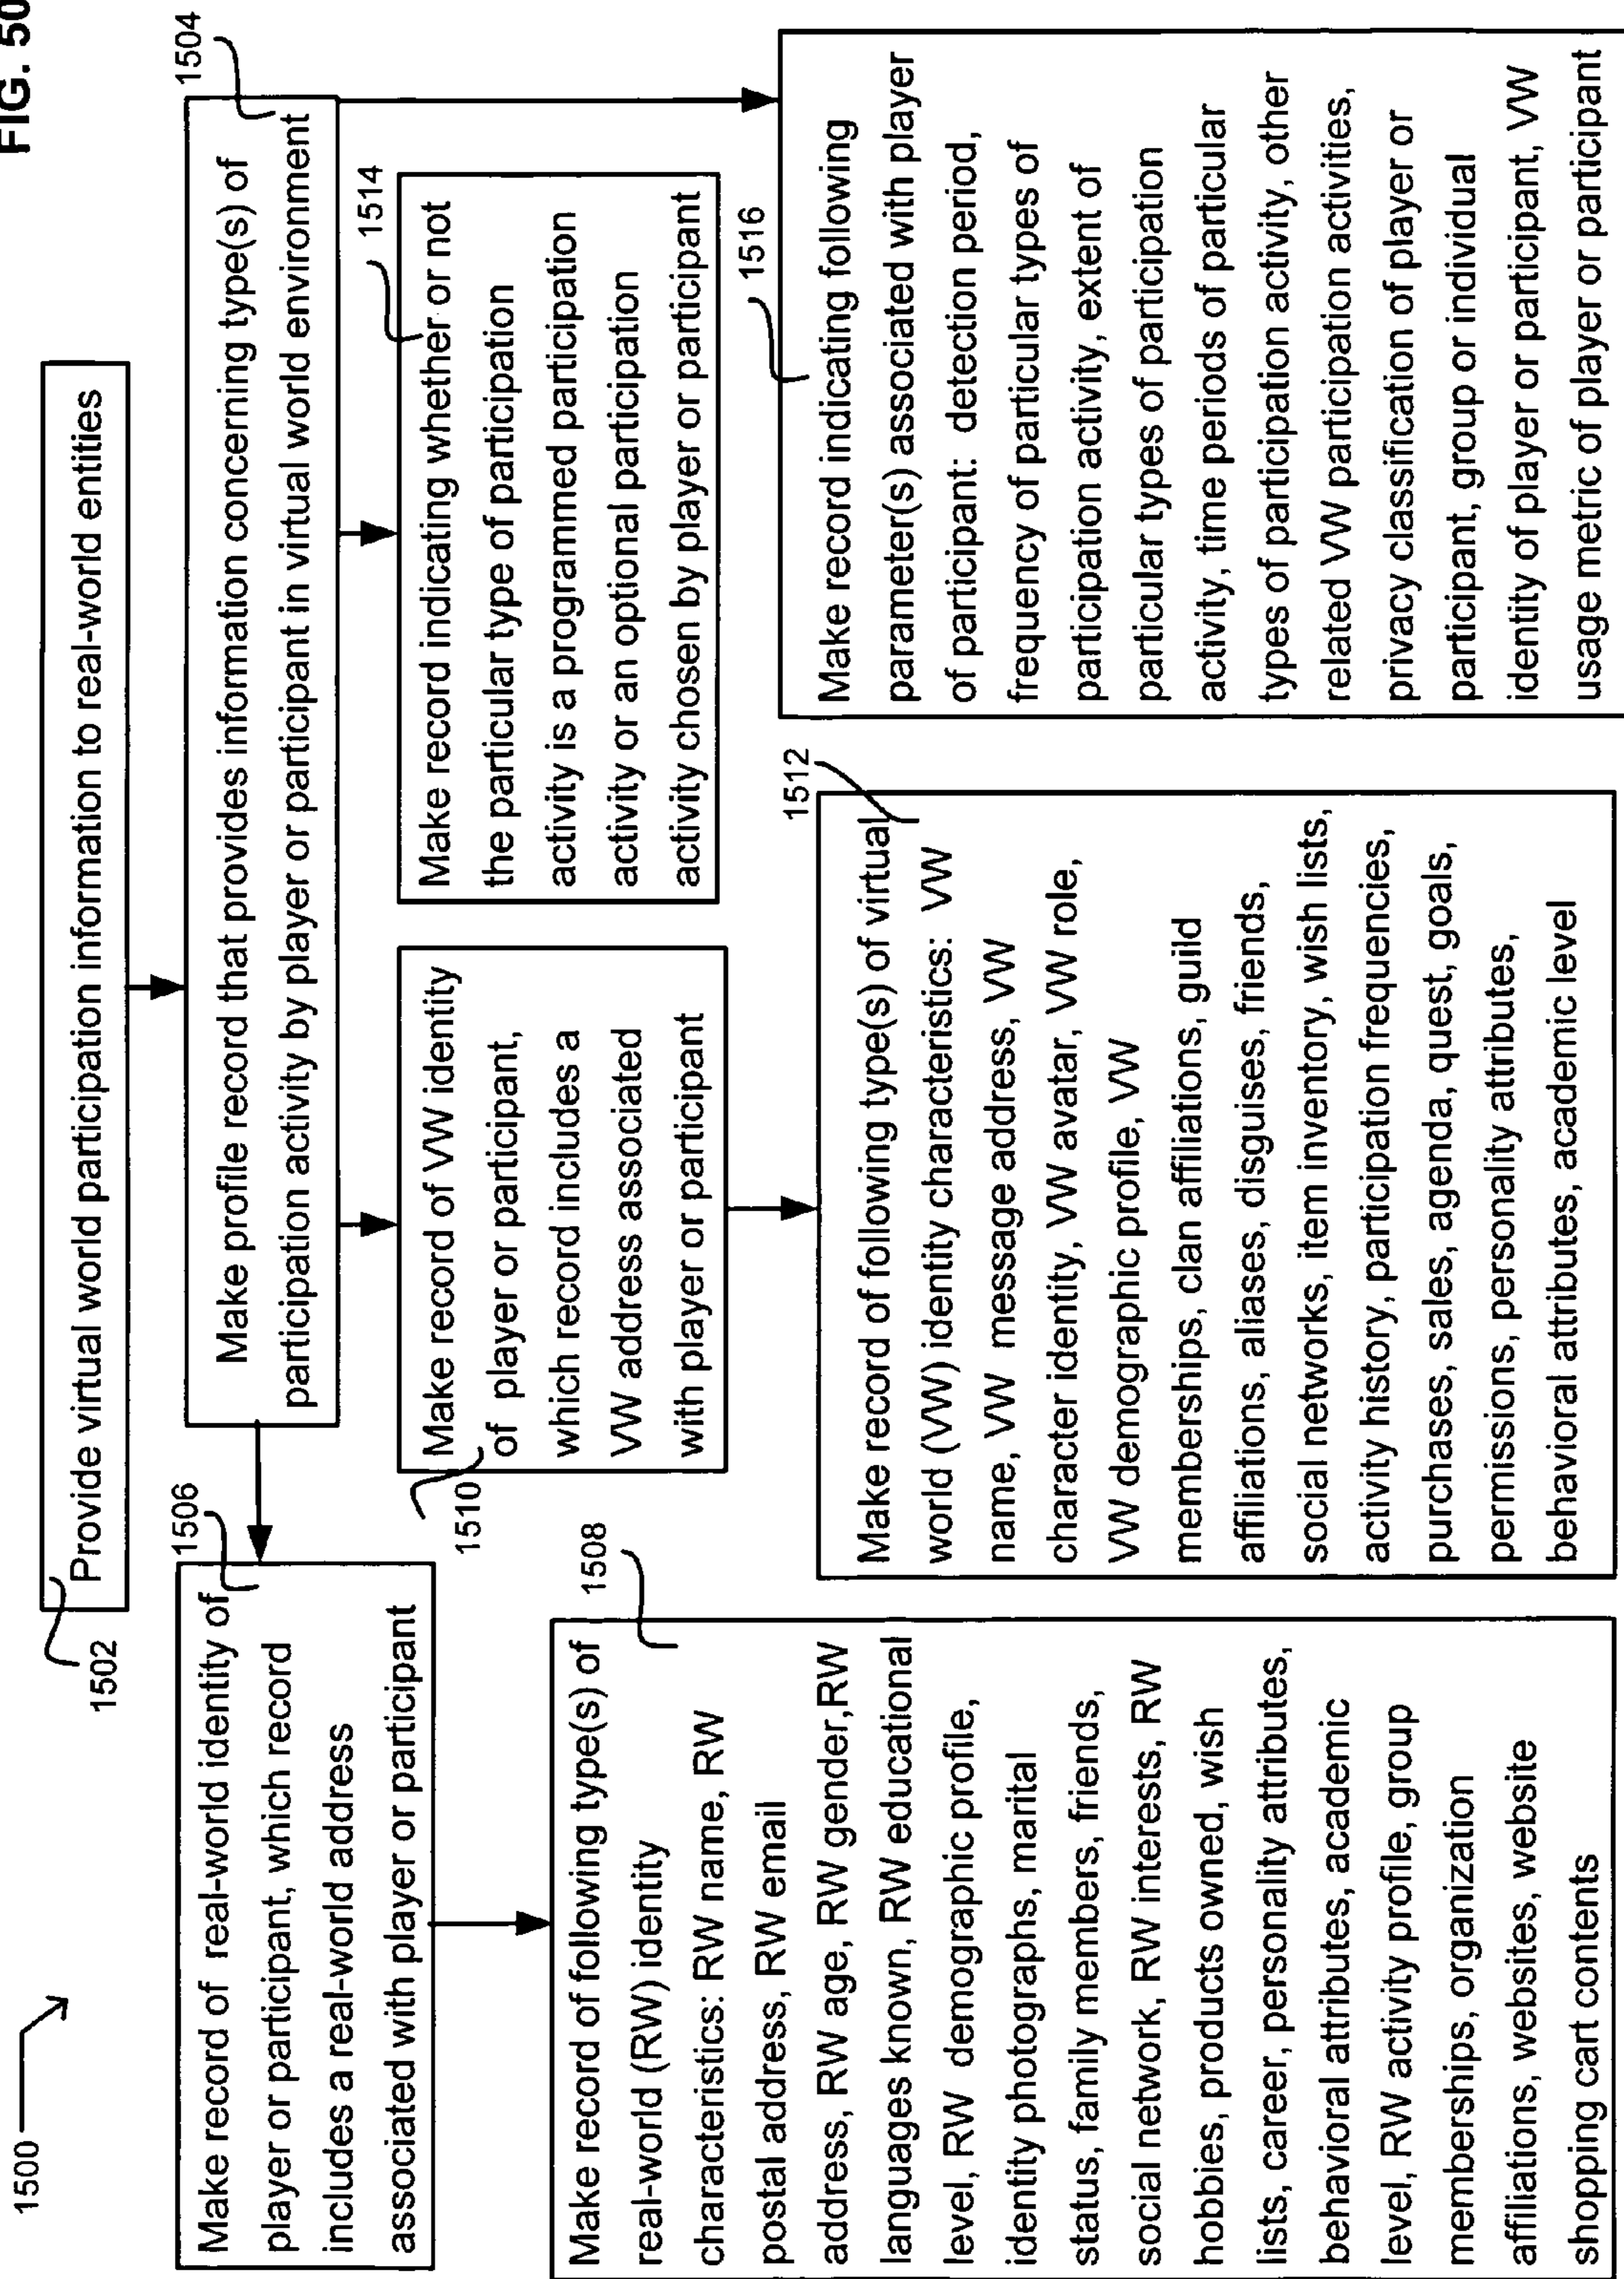 FIG. 50
1500
1502
Provide virtual world participation information to real-world entities
1504
Make profile record that provides information concerning type(s) of
participation activity by player or participant in virtual world environment
1506
Make record of real-world identity of
player or participant, which record
includes a real-world address
associated with player or participant
1508
Make record of following type(s) of
real-world (RW) identity
characteristics: RW name, RW
postal address, RW email
address, RW age, RW gender,RW
languages known, RW educational
level, RW demographic profile,
identity photographs, marital
status, family members, friends,
social network, RW interests, RW
hobbies, products owned, wish
lists, career, personality attributes,
behavioral attributes, academic
level, RW activity profile, group
memberships, organization
affiliations, websites, website
shopping cart contents
1510
Make record of VW identity
of player or participant,
which record includes a
VW address associated
with player or participant
1512
Make record of following type(s) of virtual
world (VW) identity characteristics: VW
name, VW message address, VW
character identity, VW avatar, VW role,
VW demographic profile, VW
memberships, clan affiliations, guild
affiliations, aliases, disguises, friends,
social networks, item inventory, wish lists,
activity history, participation frequencies,
purchases, sales, agenda, quest, goals,
permissions, personality attributes,
behavioral attributes, academic level
1514
Make record indicating whether or not
the particular type of participation
activity is a programmed participation
activity or an optional participation
activity chosen by player or participant
1516
Make record indicating following
parameter(s) associated with player
of participant: detection period,
frequency of particular types of
participation activity, extent of
particular types of participation
activity, time periods of particular
types of participation activity, other
related VW participation activities,
privacy classification of player or
participant, group or individual
identity of player or participant, VW
usage metric of player or participant